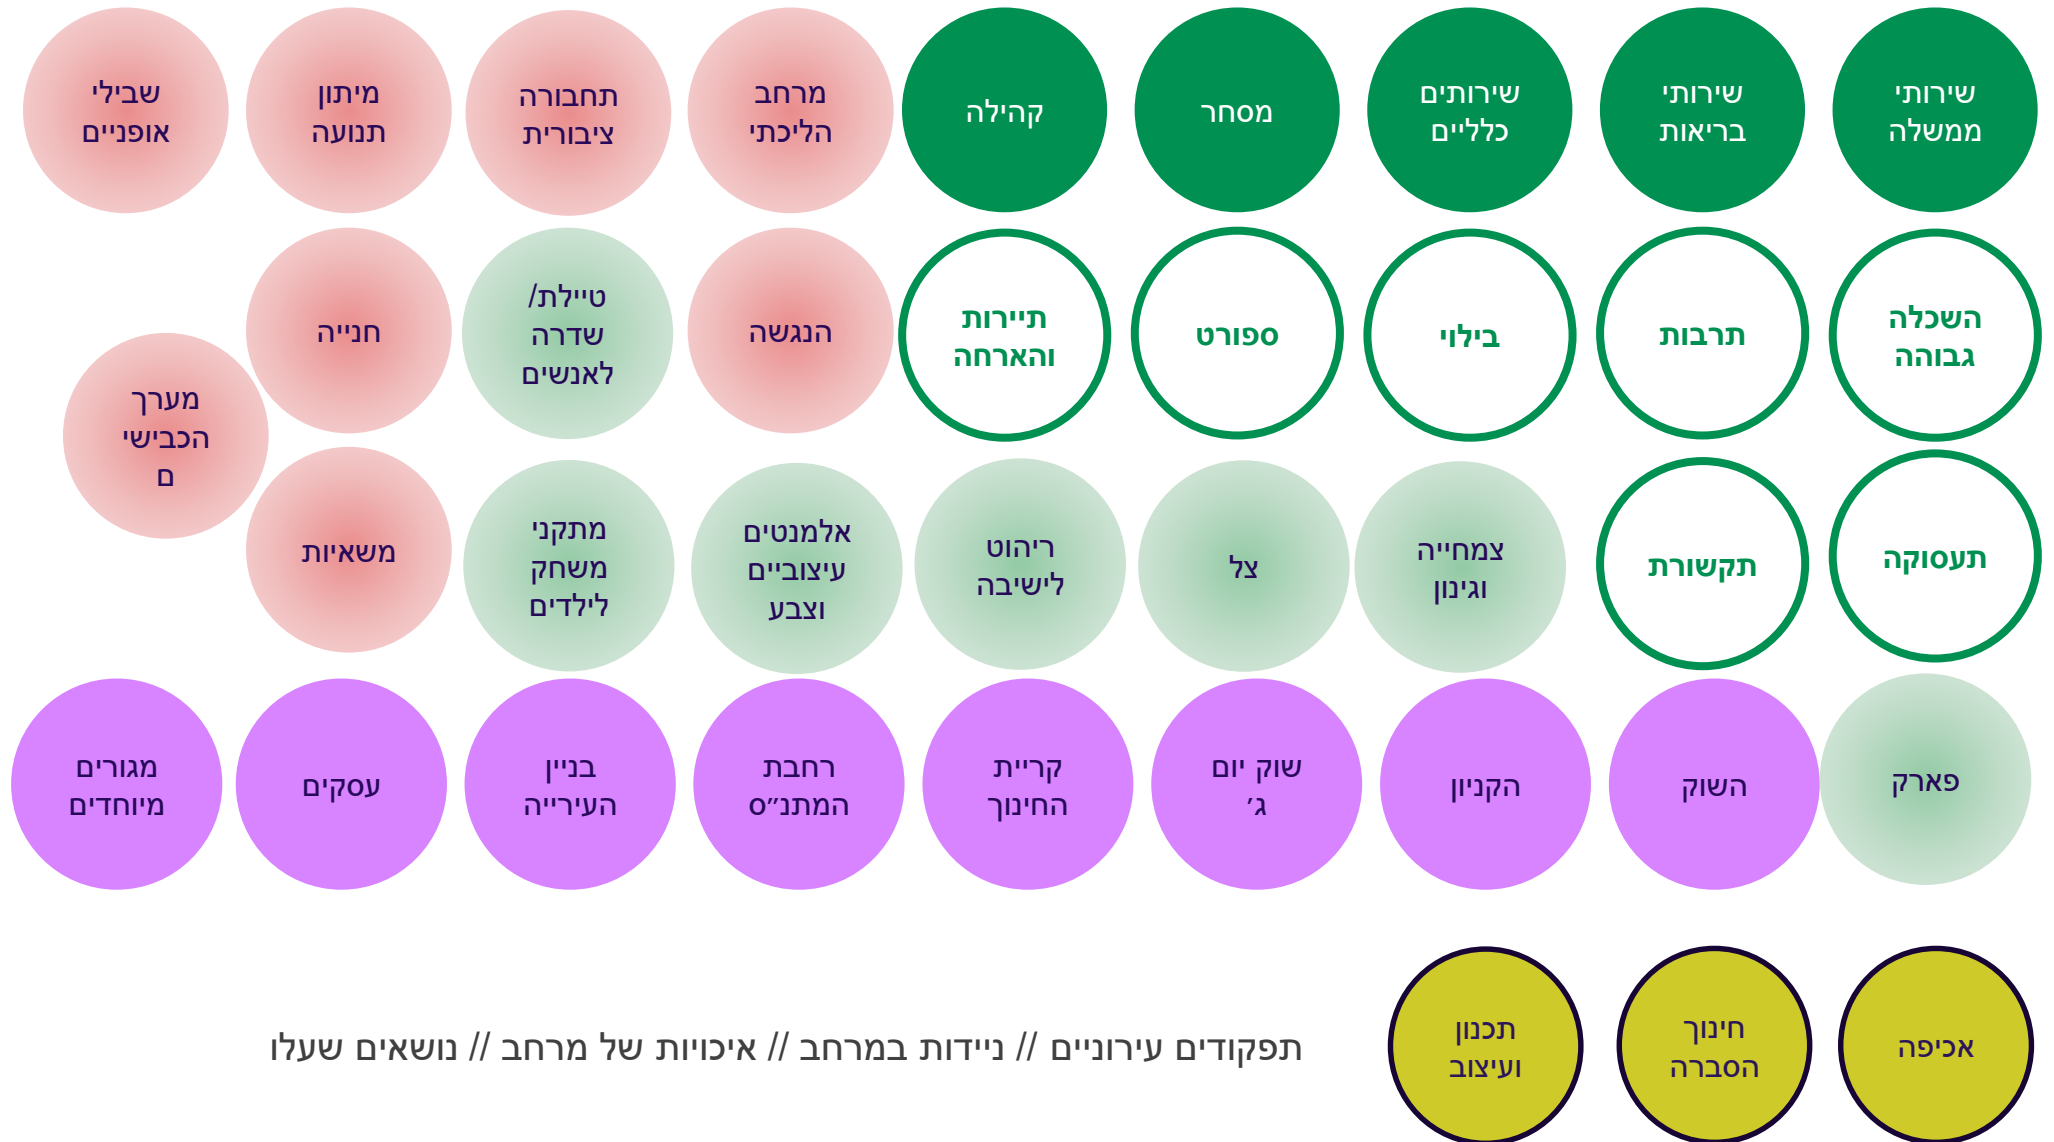 שירותי
ממשלה
שירותי
בריאות
שירותים
כלליים
מסחר
קהילה
מרחב
הליכתי
תחבורה
ציבורית
מיתון
תנועה
שבילי
אופניים
השכלה
גבוהה
תרבות
בילוי
ספורט
תיירות
והארחה
הנגשה
טיילת/
שדרה
לאנשים
חנייה
מערך
הכבישי
ם
תעסוקה
תקשורת
צמחייה
וגינון
צל
ריהוט
לישיבה
אלמנטים
עיצוביים
וצבע
מתקני
משחק
לילדים
משאיות
פארק
השוק
הקניון
שוק יום
ג׳
קריית
החינוך
רחבת
המתנ״ס
בניין
העירייה
עסקים
מגורים
מיוחדים
אכיפה
חינוך
הסברה
תכנון
ועיצוב
תפקודים עירוניים // ניידות במרחב // איכויות של מרחב // נושאים שעלו